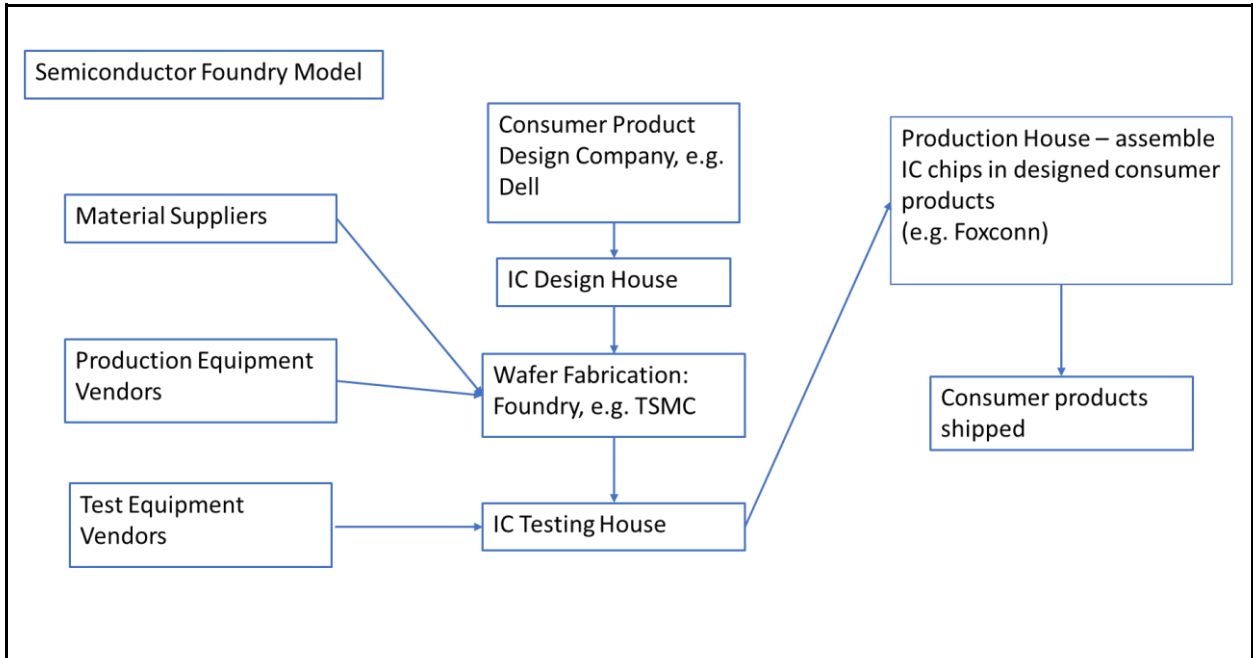 Semiconductor Foundry Model
Consumer Product
Design Company, e.g.
Dell
Production House – assemble
IC chips in designed consumer
products
(e.g. Foxconn)
Material Suppliers
IC Design House
Production Equipment
Vendors
Wafer Fabrication:
Foundry, e.g. TSMC
Consumer products
shipped
Test Equipment
Vendors
IC Testing House